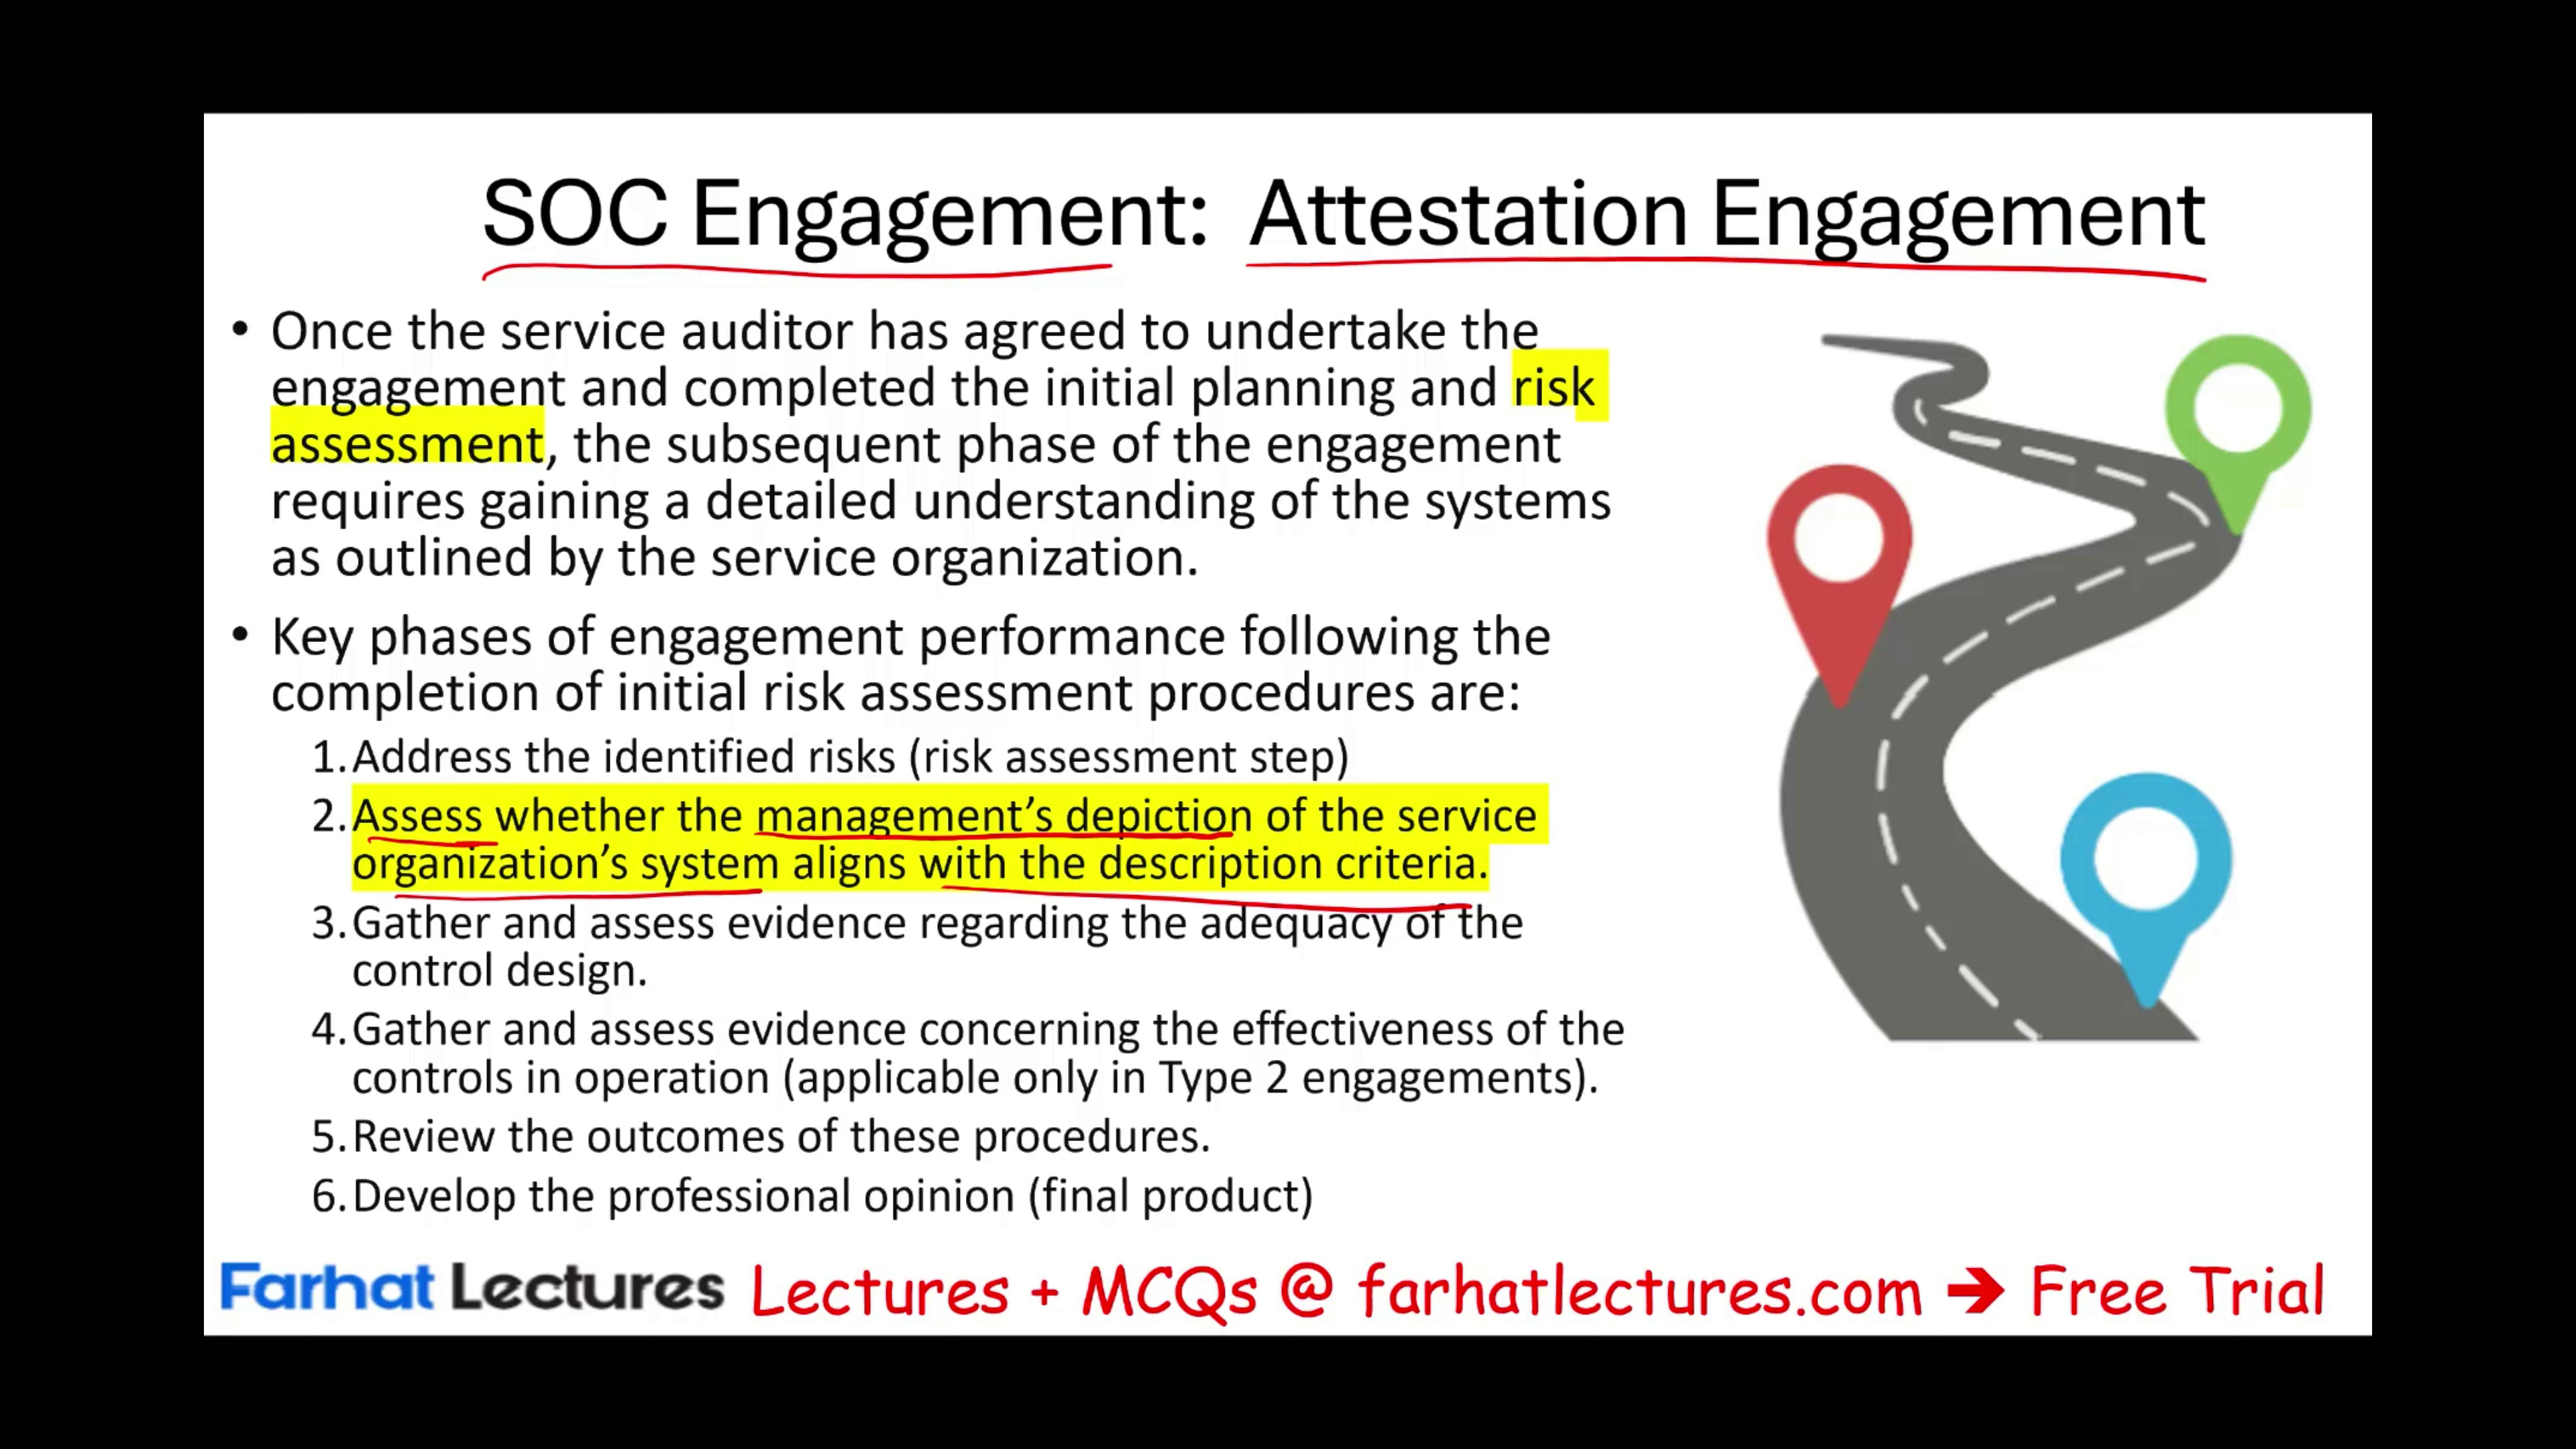 SOC Engagement: Attestation Engagement
• Once the service auditor has agreed to undertake the
engagement and completed the initial planning and risk
assessment, the subsequent phase of the engagement
requires gaining a detailed understanding of the systems
as outlined by the service organization.
• Key phases of engagement performance following the
completion of initial risk assessment procedures are:
1. Address the identified risks (risk assessment step)
2. Assess whether the management’s depiction of the service
organization’s system aligns with the description criteria.
3. Gather and assess evidence regarding the adequacy of the
control design.
4. Gather and assess evidence concerning the effectiveness of the
controls in operation (applicable only in Type 2 engagements).
5. Review the outcomes of these procedures.
6. Develop the professional opinion (final product)
Farhat Lectures Lectures + MCQs @ farhatlectures.com ➔ Free Trial